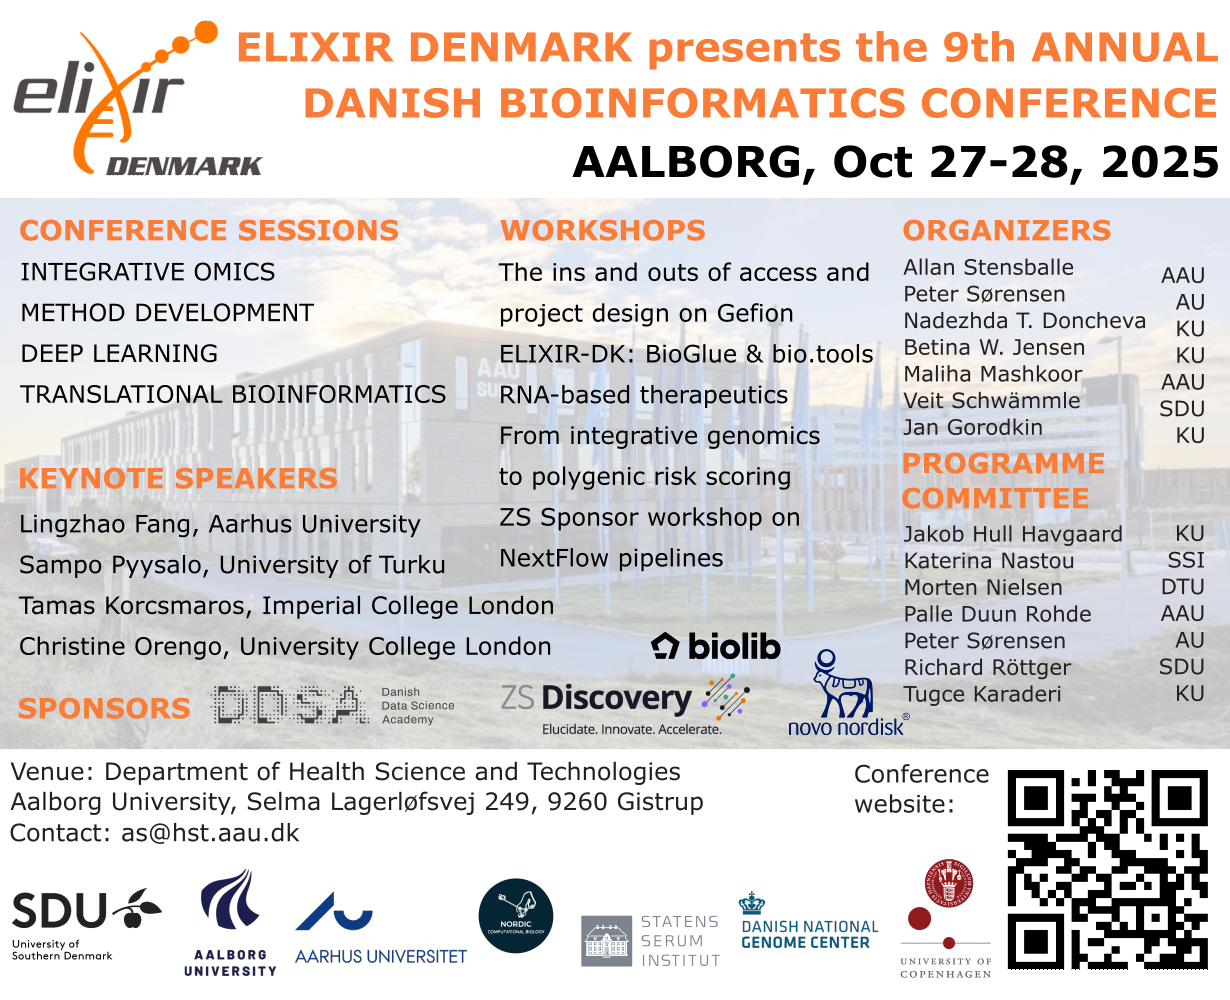 elixir
DENMARK
ELIXIR DENMARK presents the 9th ANNUAL
DANISH BIOINFORMATICS CONFERENCE
AALBORG, Oct 27-28, 2025
CONFERENCE SESSIONS
INTEGRATIVE OMICS
METHOD DEVELOPMENT
DEEP LEARNING
TRANSLATIONAL BIOINFORMATICS
KEYNOTE SPEAKERS
Lingzhao Fang, Aarhus University
Sampo Pyysalo, University of Turku
Tamas Korcsmaros, Imperial College London
Christine Orengo, University College London
WORKSHOPS
The ins and outs of access and
project design on Gefion
ELIXIR-DK: BioGlue & bio.tools
RNA-based therapeutics
From integrative genomics
to polygenic risk scoring
ZS Sponsor workshop on
NextFlow pipelines
AAU
SU
ORGANIZERS
Allan Stensballe AAU
Peter Sørensen AU
Nadezhda T. Doncheva KU
Betina W. Jensen KU
Maliha Mashkoor AAU
Veit Schwämmle SDU
Jan Gorodkin KU
PROGRAMME
COMMITTEE
Jakob Hull Havgaard KU
Katerina Nastou SSI
Morten Nielsen DTU
Palle Duun Rohde AAU
Peter Sørensen AU
Richard Röttger SDU
Tugce Karaderi KU
SPONSORS
DDSA
Danish
Data Science
Academy
biolib
ZS Discovery
Elucidate. Innovate. Accelerate.
novo nordisk®
Venue: Department of Health Science and Technologies
Aalborg University, Selma Lagerløfsvej 249, 9260 Gistrup
Contact: as@hst.aau.dk
Conference
website:
SDU
University of
Southern Denmark
AALBORG
UNIVERSITY
AARHUS UNIVERSITET
NORDIC
COMPUTATIONAL BIOLOGY
STATENS
SERUM
INSTITUT
DANISH NATIONAL
GENOME CENTER
UNIVERSITY OF
COPENHAGEN